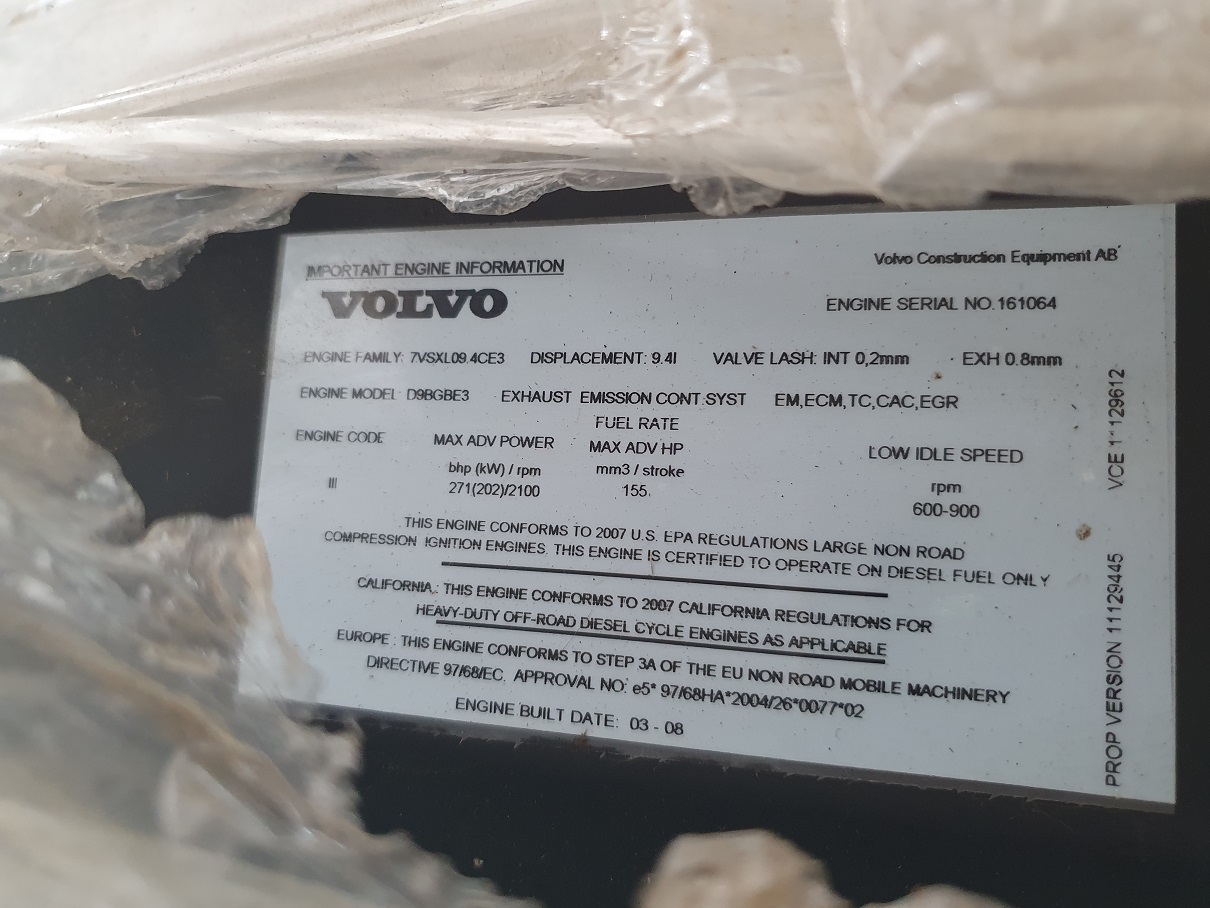 IMPORTANT ENGINE INFORMATION
Volvo Construction Equipment AB
VOLVO
ENGINE SERIAL NO. 161064
ENGINE FAMILY: 7VSXL09.4CE3 DISPLACEMENT: 9.4l VALVE LASH: INT 0,2mm EXH 0.8mm
ENGINE MODEL D9BGBE3 EXHAUST EMISSION CONT SYST EM,ECM,TC,CAC,EGR
FUEL RATE
ENGINE CODE MAX ADV POWER MAX ADV HP LOW IDLE SPEED
bhp (kW) / rpm mm3 / stroke rpm
III 271(202)/2100 155 600-900
THIS ENGINE CONFORMS TO 2007 U.S. EPA REGULATIONS LARGE NON ROAD
COMPRESSION IGNITION ENGINES. THIS ENGINE IS CERTIFIED TO OPERATE ON DIESEL FUEL ONLY
CALIFORNIA: THIS ENGINE CONFORMS TO 2007 CALIFORNIA REGULATIONS FOR
HEAVY-DUTY OFF-ROAD DIESEL CYCLE ENGINES AS APPLICABLE
EUROPE : THIS ENGINE CONFORMS TO STEP 3A OF THE EU NON ROAD MOBILE MACHINERY
DIRECTIVE 97/68/EC. APPROVAL NO: e5* 97/68HA*2004/26*0077*02
ENGINE BUILT DATE: 03 - 08
PROP VERSION 11129445 VCE 1* 129612